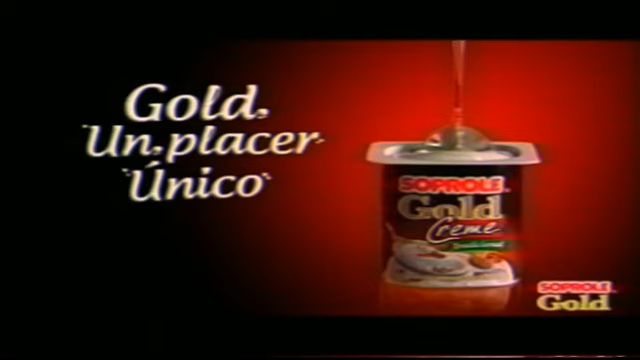 Gold,
Un placer
Único
SOPROLE
Gold
Creme
SOPROLE
Gold